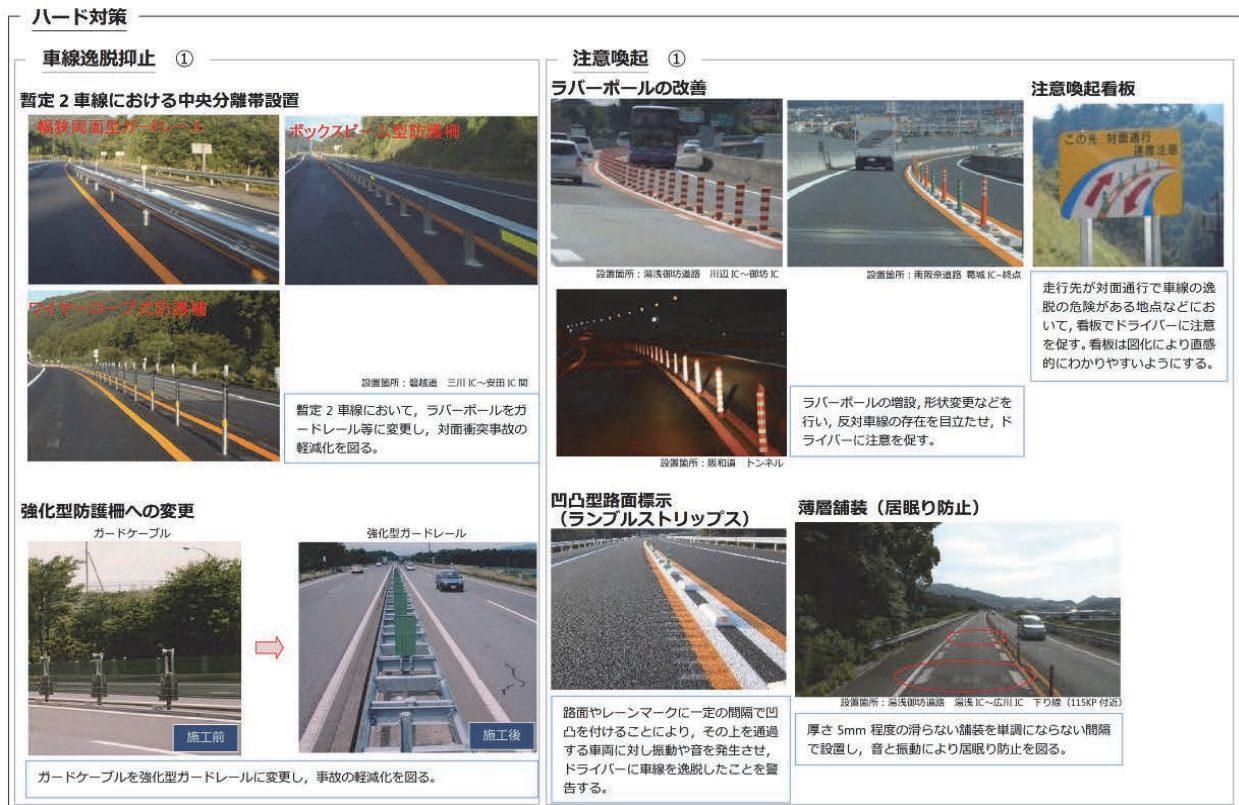 ハード対策
車線逸脱抑止 ①
暫定2車線における中央分離帯設置
幅狭両面型ガードレール
ボックスビーム型防護柵
ワイヤーロープ式防護柵
設置箇所：磐越道 三川IC～安田IC間
暫定2車線において，ラバーポールをガ
ードレール等に変更し，対面衝突事故の
軽減化を図る。
強化型防護柵への変更
ガードケーブル
強化型ガードレール
施工前
施工後
ガードケーブルを強化型ガードレールに変更し，事故の軽減化を図る。
注意喚起 ①
ラバーポールの改善
設置箇所：湯浅御坊道路 川辺IC～御坊IC
設置箇所：南阪奈道路 葛城IC~終点
設置箇所：阪和道 トンネル
ラバーポールの増設，形状変更などを
行い，反対車線の存在を目立たせ，ド
ライバーに注意を促す。
注意喚起看板
この先 対面通行
速度注意
走行先が対面通行で車線の逸
脱の危険がある地点などにお
いて，看板でドライバーに注意
を促す。看板は図化により直感
的にわかりやすいようにする。
凹凸型路面標示
（ランブルストリップス）
路面やレーンマークに一定の間隔で凹
凸を付けることにより，その上を通過
する車両に対し振動や音を発生させ，
ドライバーに車線を逸脱したことを警
告する。
薄層舗装（居眠り防止）
設置箇所：湯浅御坊道路 湯浅IC～広川IC 下り線（115KP 付近）
厚さ 5mm 程度の滑らない舗装を単調にならない間隔
で設置し，音と振動により居眠り防止を図る。